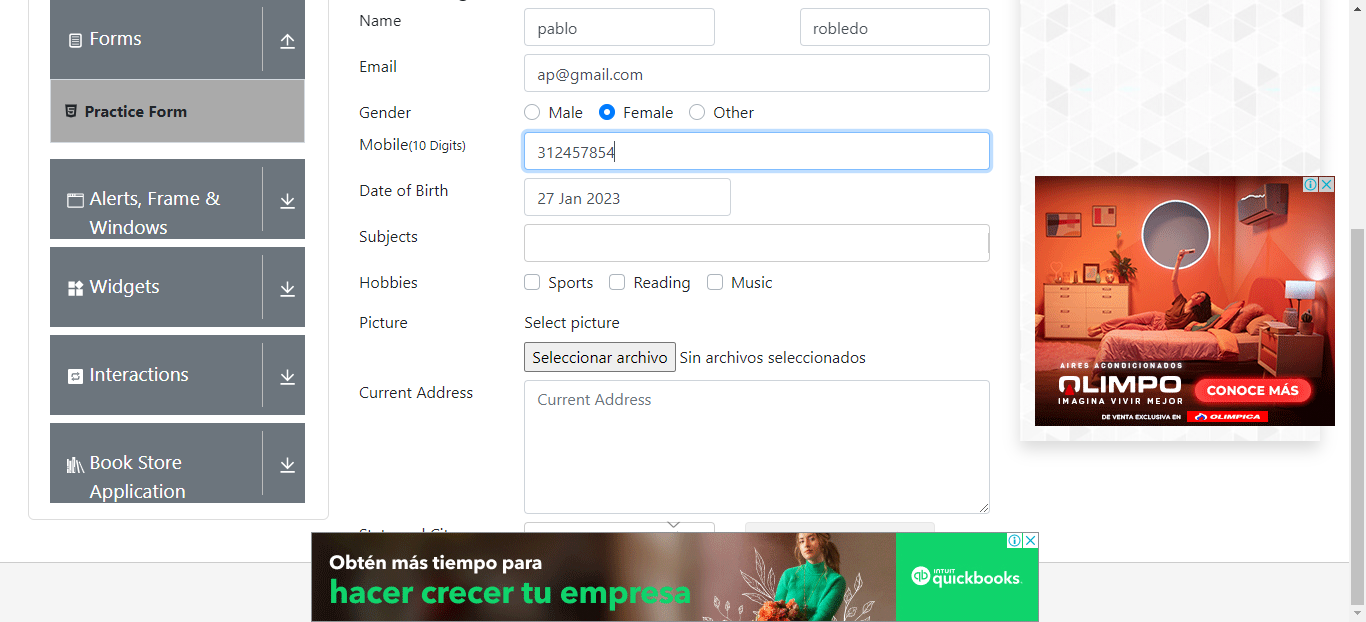 Forms
Practice Form
Alerts, Frame &
Windows
Widgets
Interactions
Book Store
Application
Name
pablo
robledo
Email
ap@gmail.com
Gender
Male
Female
Other
Mobile(10 Digits)
312457854
Date of Birth
27 Jan 2023
Subjects
Hobbies
Sports
Reading
Music
Picture
Select picture
Seleccionar archivo
Sin archivos seleccionados
Current Address
Current Address
AIRES ACONDICIONADOS
OLIMPO
IMAGINA VIVIR MEJOR
CONOCE MÁS
DE VENTA EXCLUSIVA EN
OLIMPICA
Obtén más tiempo para
hacer crecer tu empresa
qb
INTUIT
quickbooks